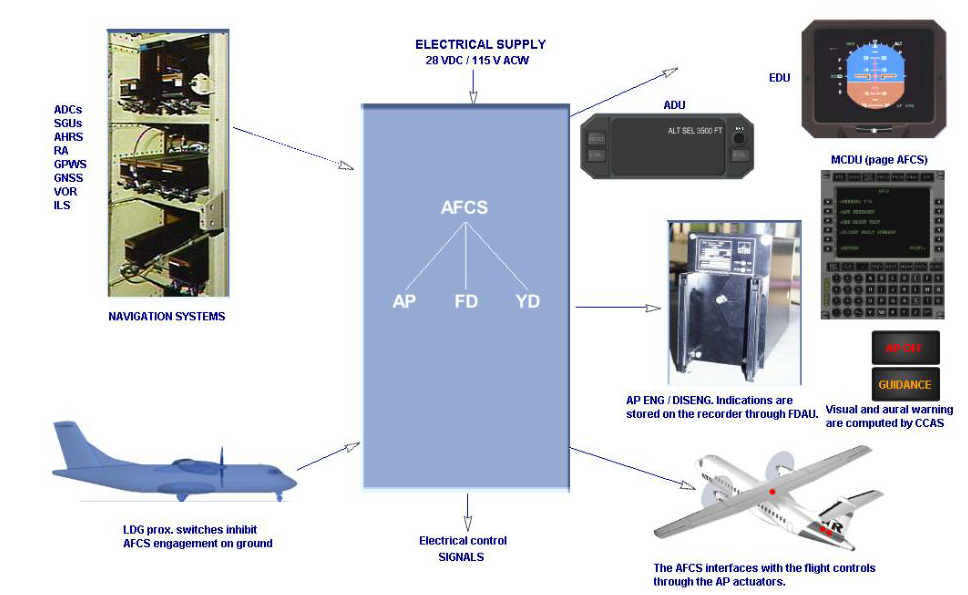 ELECTRICAL SUPPLY
28 VDC / 115 V ACW
ADCs
SGUs
AHRS
RA
GPWS
GNSS
VOR
ILS
NAVIGATION SYSTEMS
AFCS
AP FD YD
EDU
ADU
ALT SEL 3500 FT
MCDU (page AFCS)
AFCS
AP OFF
GUIDANCE
Visual and aural warning
are computed by CCAS
AP ENG / DISENG. Indications are
stored on the recorder through FDAU.
LDG prox. switches inhibit
AFCS engagement on ground
Electrical control
SIGNALS
The AFCS interfaces with the flight controls
through the AP actuators.